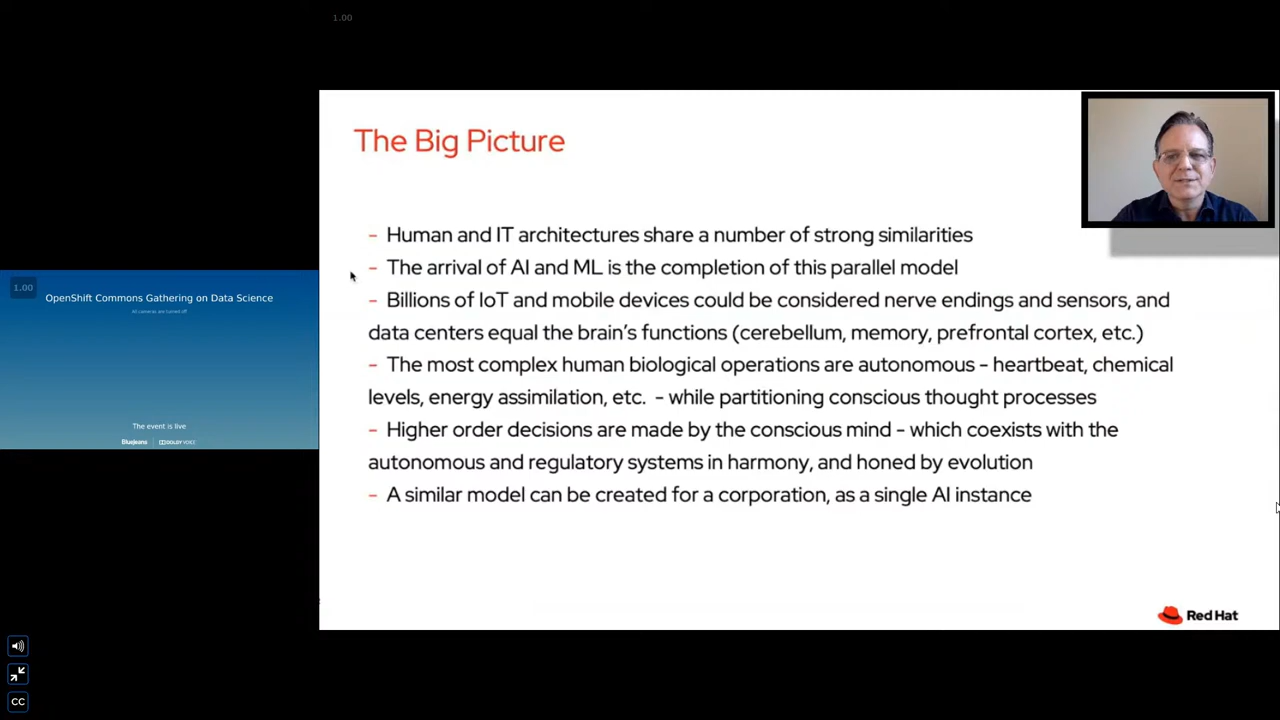 1.00
The Big Picture
- Human and IT architectures share a number of strong similarities
- The arrival of AI and ML is the completion of this parallel model
- Billions of IoT and mobile devices could be considered nerve endings and sensors, and
data centers equal the brain's functions (cerebellum, memory, prefrontal cortex, etc.)
- The most complex human biological operations are autonomous - heartbeat, chemical
levels, energy assimilation, etc. - while partitioning conscious thought processes
- Higher order decisions are made by the conscious mind - which coexists with the
autonomous and regulatory systems in harmony, and honed by evolution
- A similar model can be created for a corporation, as a single AI instance
Red Hat
1.00
OpenShift Commons Gathering on Data Science
All cameras are turned off
The event is live
BlueJeans | DOLBY VOICE
CC